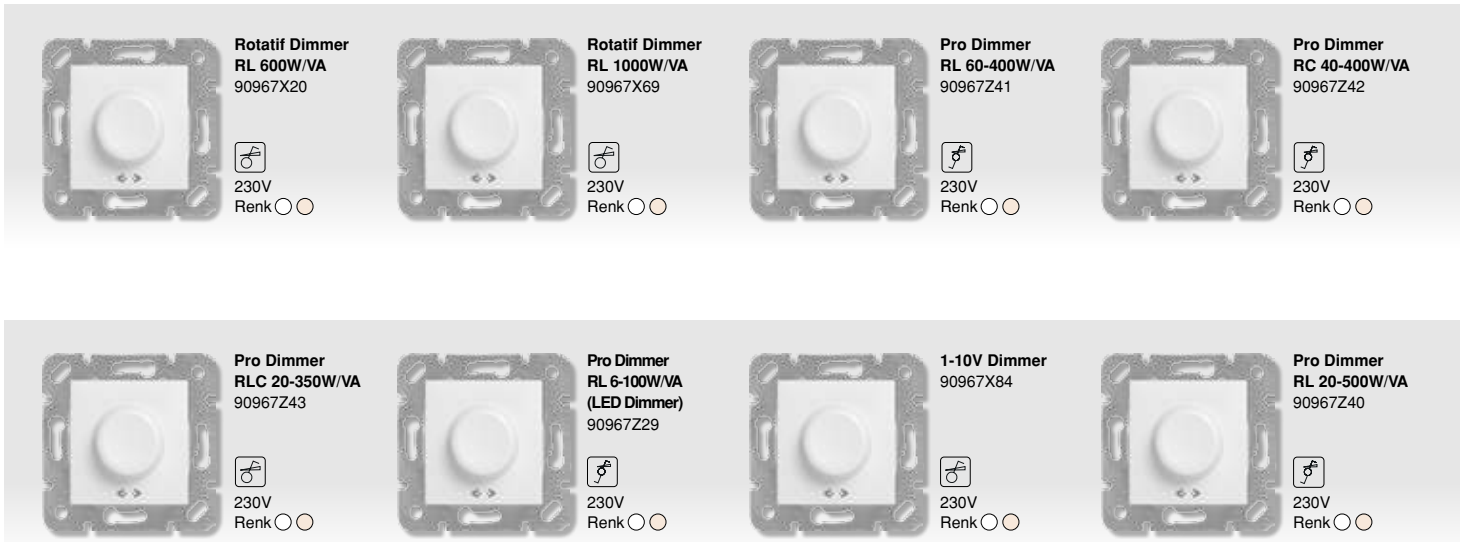 Rotatif Dimmer
RL 600W/VA
90967X20
230V
Renk
Rotatif Dimmer
RL 1000W/VA
90967X69
230V
Renk
Pro Dimmer
RL 60-400W/VA
90967Z41
230V
Renk
Pro Dimmer
RC 40-400W/VA
90967Z42
230V
Renk
Pro Dimmer
RLC 20-350W/VA
90967Z43
230V
Renk
Pro Dimmer
RL 6-100W/VA
(LED Dimmer)
90967Z29
230V
Renk
1-10V Dimmer
90967X84
230V
Renk
Pro Dimmer
RL 20-500W/VA
90967Z40
230V
Renk